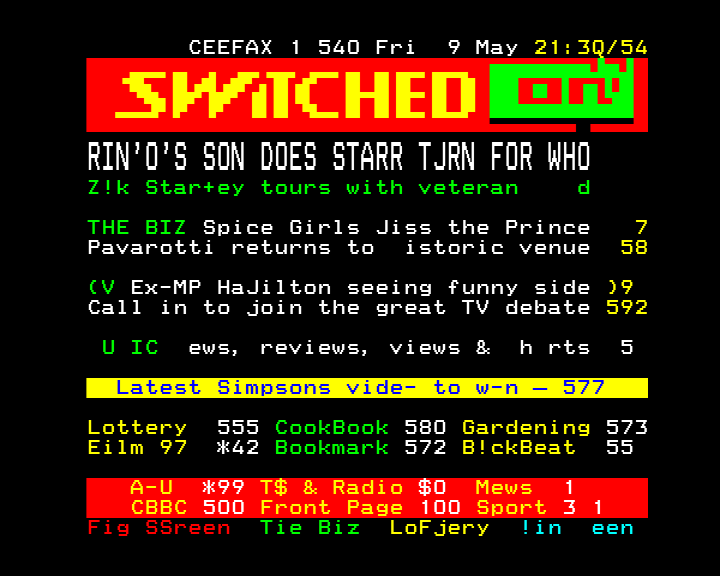 CEEFAX 1 540 Fri  9 May 21:30/54
SWITCHED on
RIN'O'S SON DOES STARR TJRN FOR WHO
Z!k Star+ey tours with veteran    d
THE BIZ Spice Girls Jiss the Prince   7
Pavarotti returns to  istoric venue  58
(V Ex-MP HaJilton seeing funny side )9
Call in to join the great TV debate 592
U IC  ews, reviews, views &  h rts  5
Latest Simpsons vide- to w-n – 577
Lottery  555 CookBook 580 Gardening 573
Eilm 97  *42 Bookmark 572 B!ckBeat  55
A-U  *99 T$ & Radio $0  Mews  1
CBBC 500 Front Page 100 Sport 3 1
Fig SSreen  Tie Biz  LoFjery  !in  een